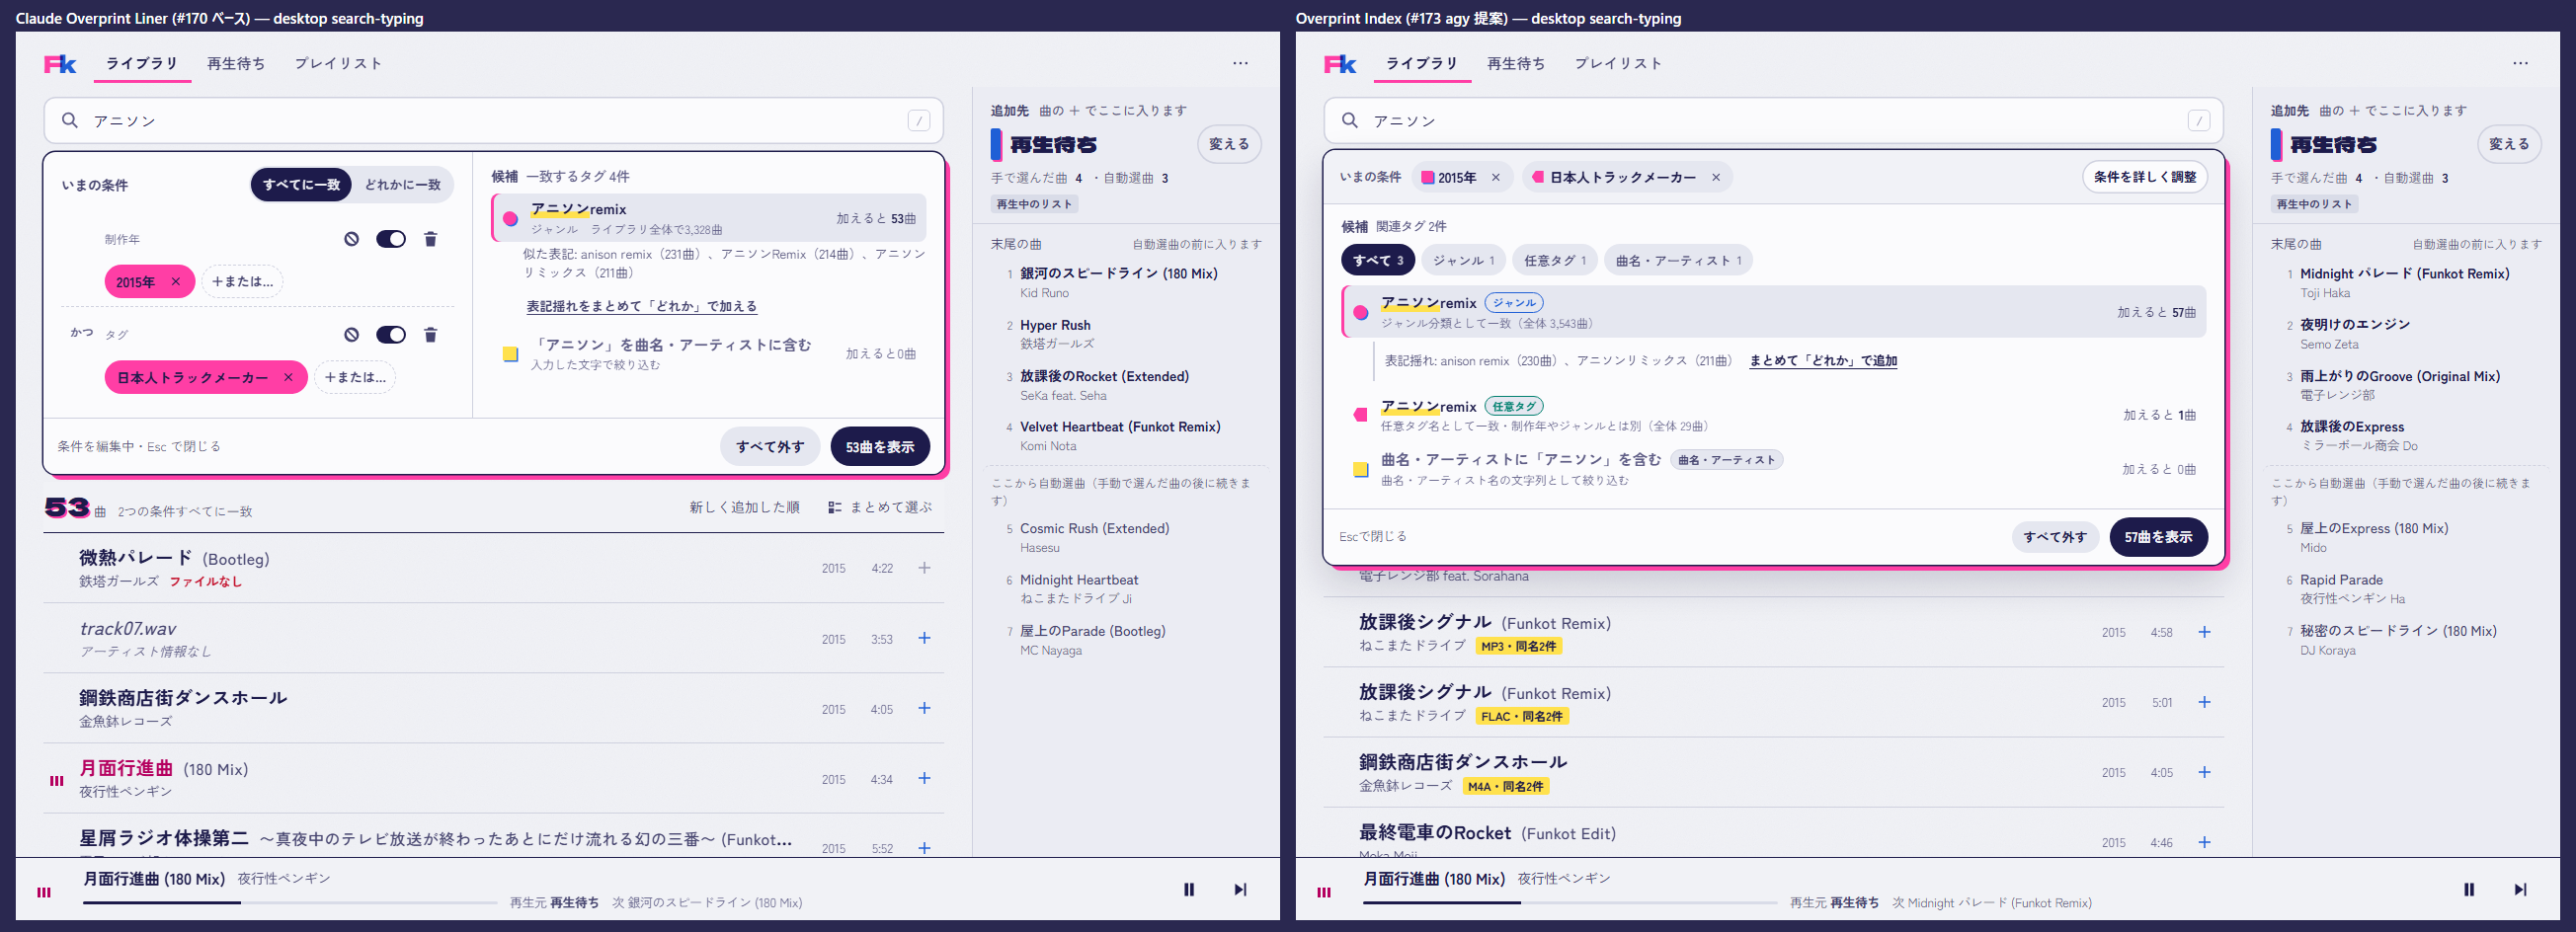 Claude Overprint Liner (#170 ベース) — desktop search-typing
Fk ライブラリ 再生待ち プレイリスト ...
アニソン /
いまの条件 すべてに一致 どれかに一致
制作年
2015年 × ＋または...
かつ タグ
日本人トラックメーカー × ＋または...
候補 一致するタグ 4件
アニソンremix 加えると 53曲
ジャンル ライブラリ全体で3,328曲
似た表記: anison remix（231曲）、アニソンRemix（214曲）、アニソン
リミックス（211曲）
表記揺れをまとめて「どれか」で加える
「アニソン」を曲名・アーティストに含む 加えると0曲
入力した文字で絞り込む
条件を編集中・Esc で閉じる すべて外す 53曲を表示
53 曲 2つの条件すべてに一致 新しく追加した順 まとめて選ぶ
微熱パレード (Bootleg) 2015 4:22 +
鉄塔ガールズ ファイルなし
track07.wav 2015 3:53 +
アーティスト情報なし
鋼鉄商店街ダンスホール 2015 4:05 +
金魚鉢レコーズ
月面行進曲 (180 Mix) 2015 4:34 +
夜行性ペンギン
星屑ラジオ体操第二 〜真夜中のテレビ放送が終わったあとにだけ流れる幻の三番〜 (Funkot... 2015 5:52 +
追加先 曲の ＋ でここに入ります
再生待ち 変える
手で選んだ曲 4 ・自動選曲 3
再生中のリスト
末尾の曲 自動選曲の前に入ります
1 銀河のスピードライン (180 Mix)
Kid Runo
2 Hyper Rush
鉄塔ガールズ
3 放課後のRocket (Extended)
SeKa feat. Seha
4 Velvet Heartbeat (Funkot Remix)
Komi Nota
ここから自動選曲（手動で選んだ曲の後に続きま
す）
5 Cosmic Rush (Extended)
Hasesu
6 Midnight Heartbeat
ねこまたドライブ Ji
7 屋上のParade (Bootleg)
MC Nayaga
月面行進曲 (180 Mix) 夜行性ペンギン
再生元 再生待ち 次 銀河のスピードライン (180 Mix)
Overprint Index (#173 agy 提案) — desktop search-typing
Fk ライブラリ 再生待ち プレイリスト ...
アニソン /
いまの条件 2015年 × 日本人トラックメーカー × 条件を詳しく調整
候補 関連タグ 2件
すべて 3 ジャンル 1 任意タグ 1 曲名・アーティスト 1
アニソンremix ジャンル 加えると 57曲
ジャンル分類として一致（全体 3,543曲）
表記揺れ: anison remix（230曲）、アニソンリミックス（211曲） まとめて「どれか」で追加
アニソンremix 任意タグ 加えると 1曲
任意タグ名として一致・制作年やジャンルとは別（全体 29曲）
曲名・アーティストに「アニソン」を含む 曲名・アーティスト 加えると 0曲
曲名・アーティスト名の文字列として絞り込む
Escで閉じる すべて外す 57曲を表示
電子レンジ部 feat. Sorahana
放課後シグナル (Funkot Remix) 2015 4:58 +
ねこまたドライブ MP3・同名2件
放課後シグナル (Funkot Remix) 2015 5:01 +
ねこまたドライブ FLAC・同名2件
鋼鉄商店街ダンスホール 2015 4:05 +
金魚鉢レコーズ M4A・同名2件
最終電車のRocket (Funkot Edit) 2015 4:46 +
追加先 曲の ＋ でここに入ります
再生待ち 変える
手で選んだ曲 4 ・自動選曲 3
再生中のリスト
末尾の曲 自動選曲の前に入ります
1 Midnight パレード (Funkot Remix)
Toji Haka
2 夜明けのエンジン
Semo Zeta
3 雨上がりのGroove (Original Mix)
電子レンジ部
4 放課後のExpress
ミラーボール商会 Do
ここから自動選曲（手動で選んだ曲の後に続きま
す）
5 屋上のExpress (180 Mix)
Mido
6 Rapid Parade
夜行性ペンギン Ha
7 秘密のスピードライン (180 Mix)
DJ Koraya
月面行進曲 (180 Mix) 夜行性ペンギン
再生元 再生待ち 次 Midnight パレード (Funkot Remix)